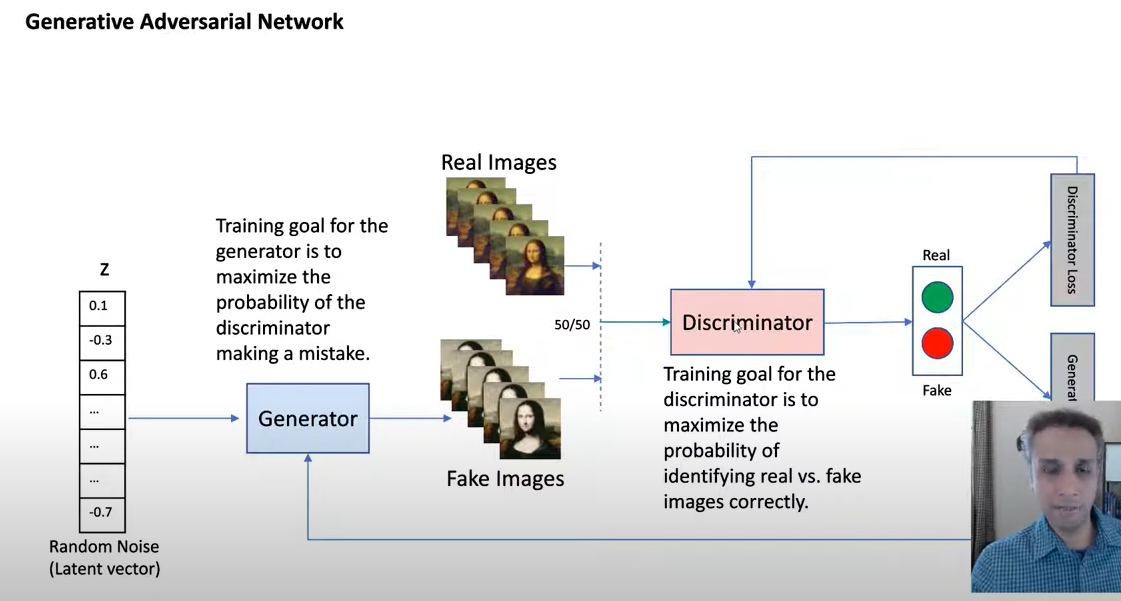 Generative Adversarial Network
Real Images
Training goal for the
generator is to
maximize the
probability of the
discriminator
making a mistake.
Z
0.1
-0.3
0.6
...
...
...
-0.7
Random Noise
(Latent vector)
Generator
Fake Images
50/50
Discriminator
Training goal for the
discriminator is to
maximize the
probability of
identifying real vs. fake
images correctly.
Real
Fake
Discriminator Loss